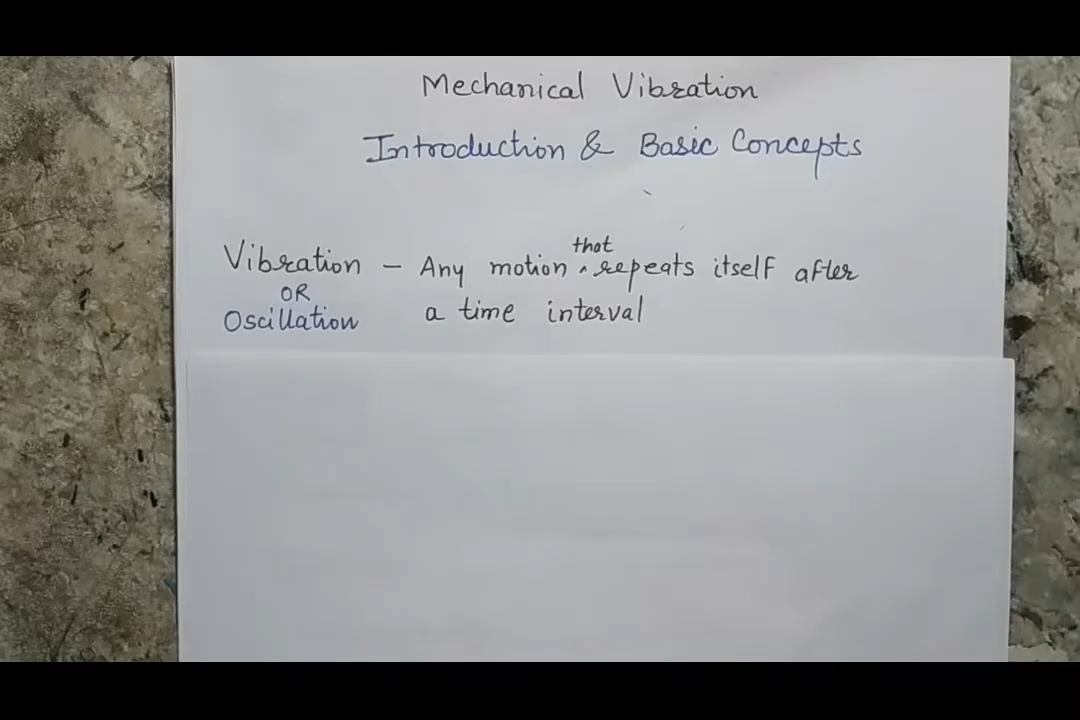 Mechanical Vibration
Introduction & Basic Concepts
Vibration - Any motion that repeats itself after
OR
Oscillation a time interval